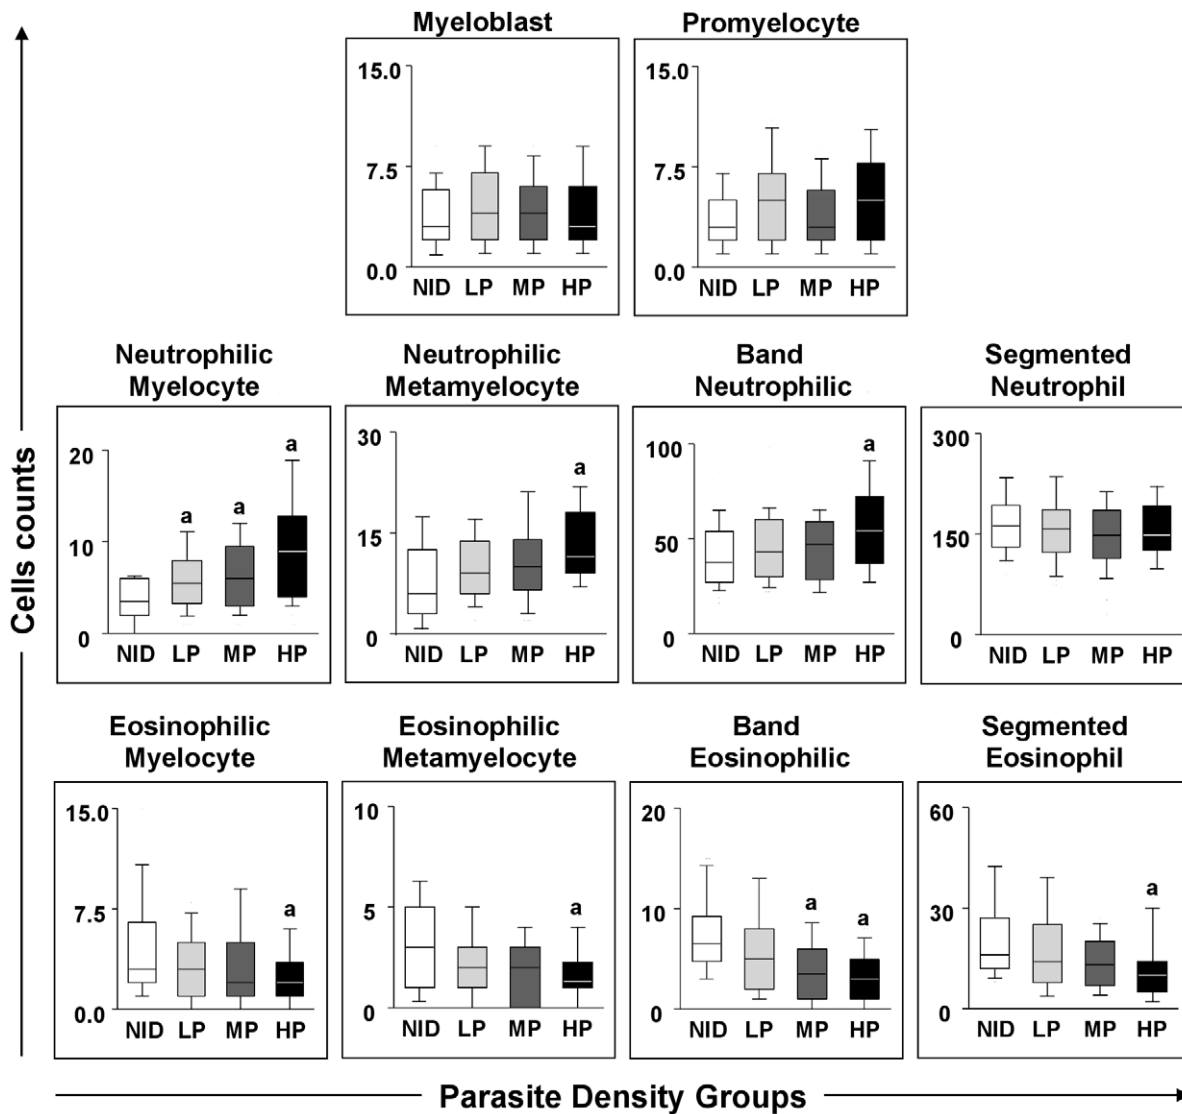 Myeloblast
15.0
7.5
0.0
NID LP MP HP
Promyelocyte
15.0
7.5
0.0
NID LP MP HP
Cells counts
Neutrophilic
Myelocyte
20
10
0
a a a
NID LP MP HP
Neutrophilic
Metamyelocyte
30
15
0
a
NID LP MP HP
Band
Neutrophilic
100
50
0
a
NID LP MP HP
Segmented
Neutrophil
300
150
0
NID LP MP HP
Eosinophilic
Myelocyte
15.0
7.5
0.0
a
NID LP MP HP
Eosinophilic
Metamyelocyte
10
5
0
a
NID LP MP HP
Band
Eosinophilic
20
10
0
a a
NID LP MP HP
Segmented
Eosinophil
60
30
0
a
NID LP MP HP
Parasite Density Groups